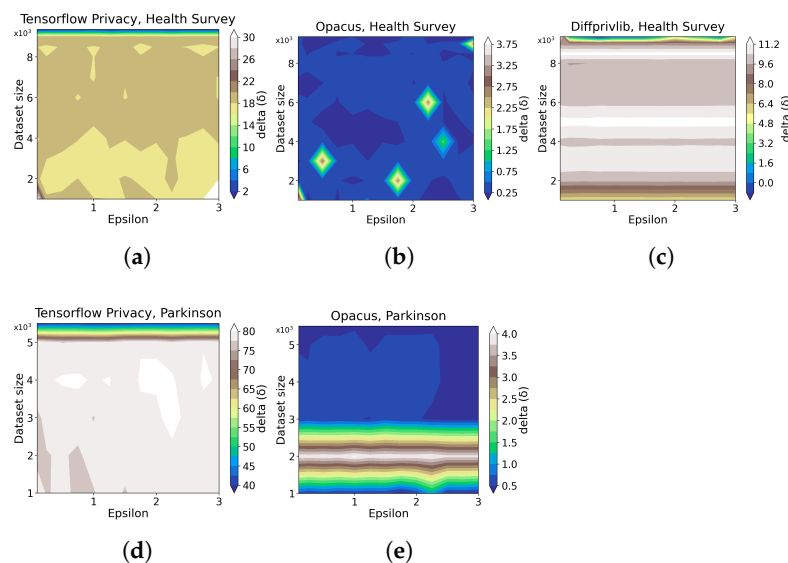 Tensorflow Privacy, Health Survey
x10³
8
6
4
2
Dataset size
1 2 3
Epsilon
30
26
22
18
16
14
10
8
6
4
2
delta (δ)
(a)
Opacus, Health Survey
x10³
8
6
4
2
Dataset size
1 2 3
Epsilon
3.75
3.25
2.75
2.25
1.75
1.25
0.75
0.25
delta (δ)
(b)
Diffprivlib, Health Survey
x10³
8
6
4
2
Dataset size
1 2 3
Epsilon
11.2
9.6
8.0
6.4
4.8
3.2
1.6
0.0
delta (δ)
(c)
Tensorflow Privacy, Parkinson
x10³
5
4
3
2
1
Dataset size
1 2 3
Epsilon
80
75
70
65
60
55
50
45
40
delta (δ)
(d)
Opacus, Parkinson
x10³
5
4
3
2
1
Dataset size
1 2 3
Epsilon
4.0
3.5
3.0
2.5
2.0
1.5
1.0
0.5
delta (δ)
(e)